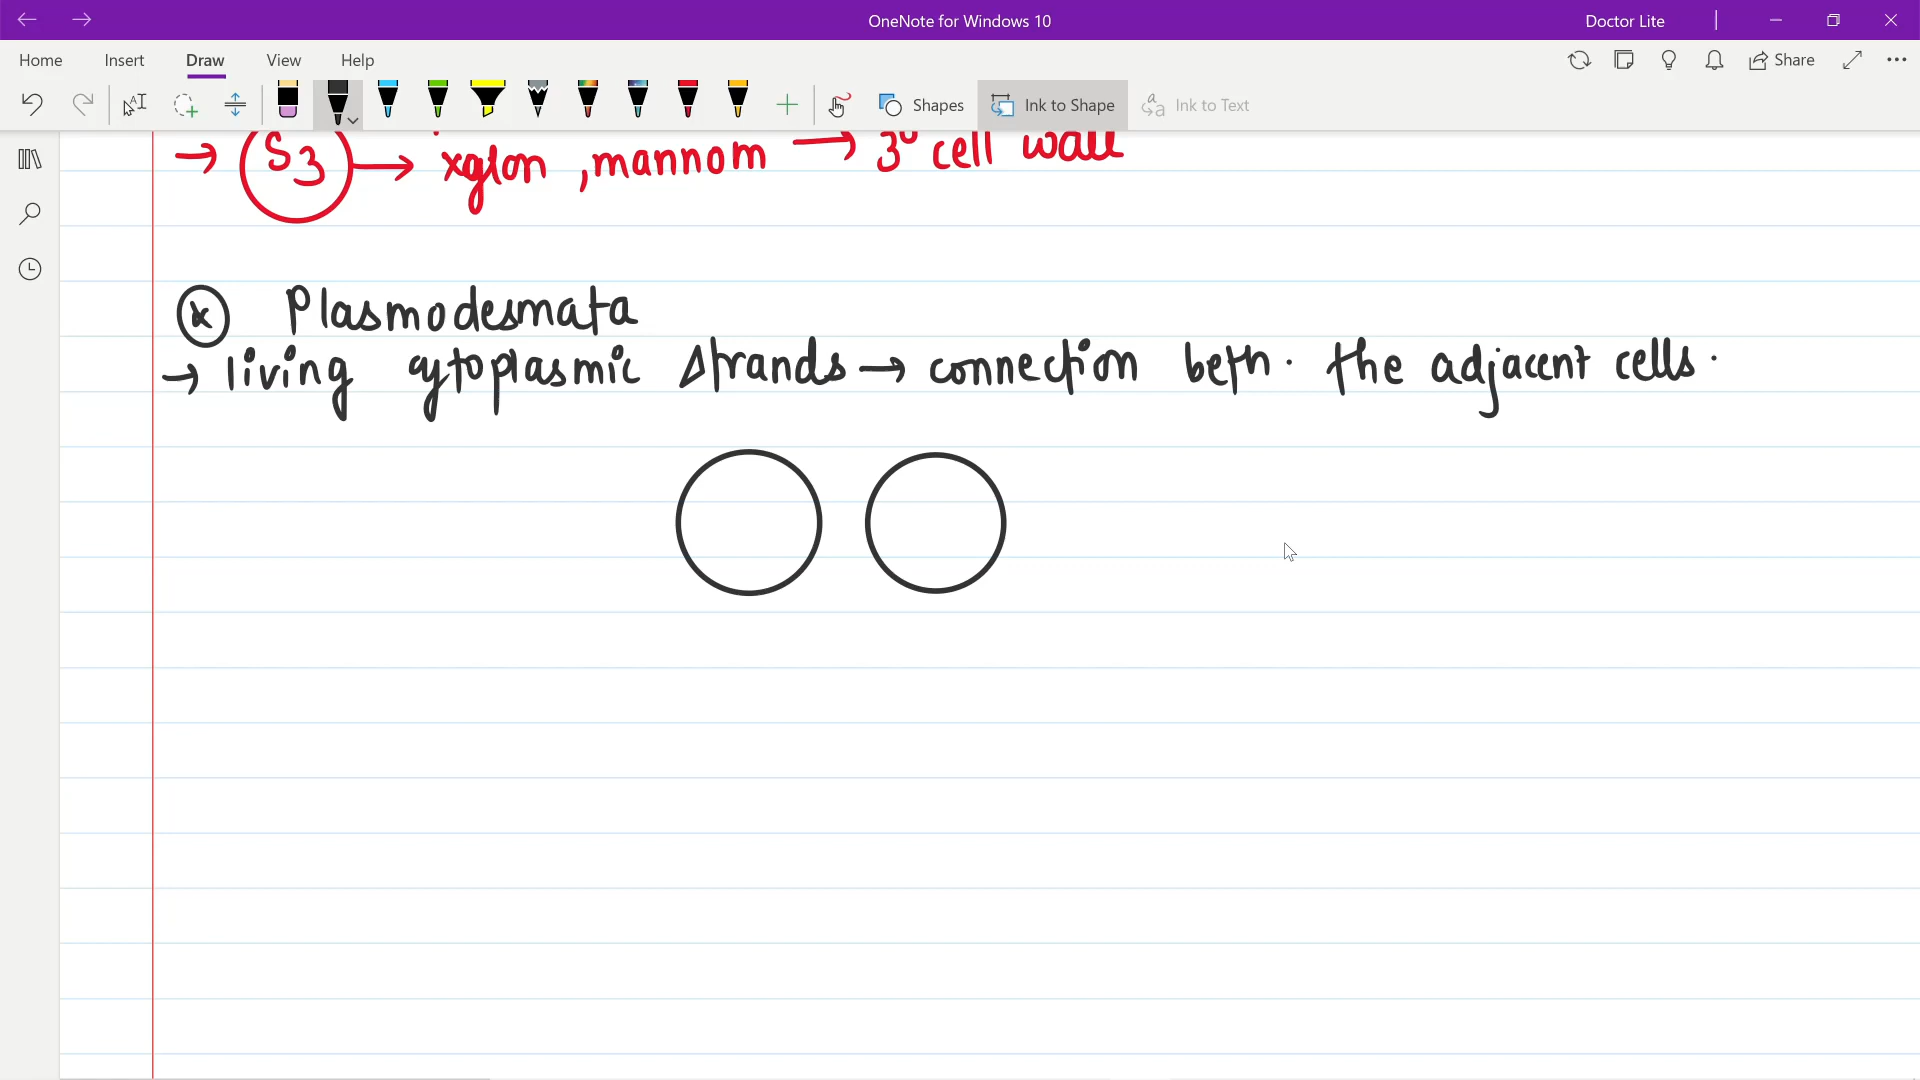 OneNote for Windows 10
Doctor Lite
Home Insert Draw View Help
Share
Shapes
Ink to Shape
Ink to Text
→ S3 → xylon , mannom → 3° cell wall
Plasmodesmata
→ living cytoplasmic strands → connection betn. the adjacent cells.